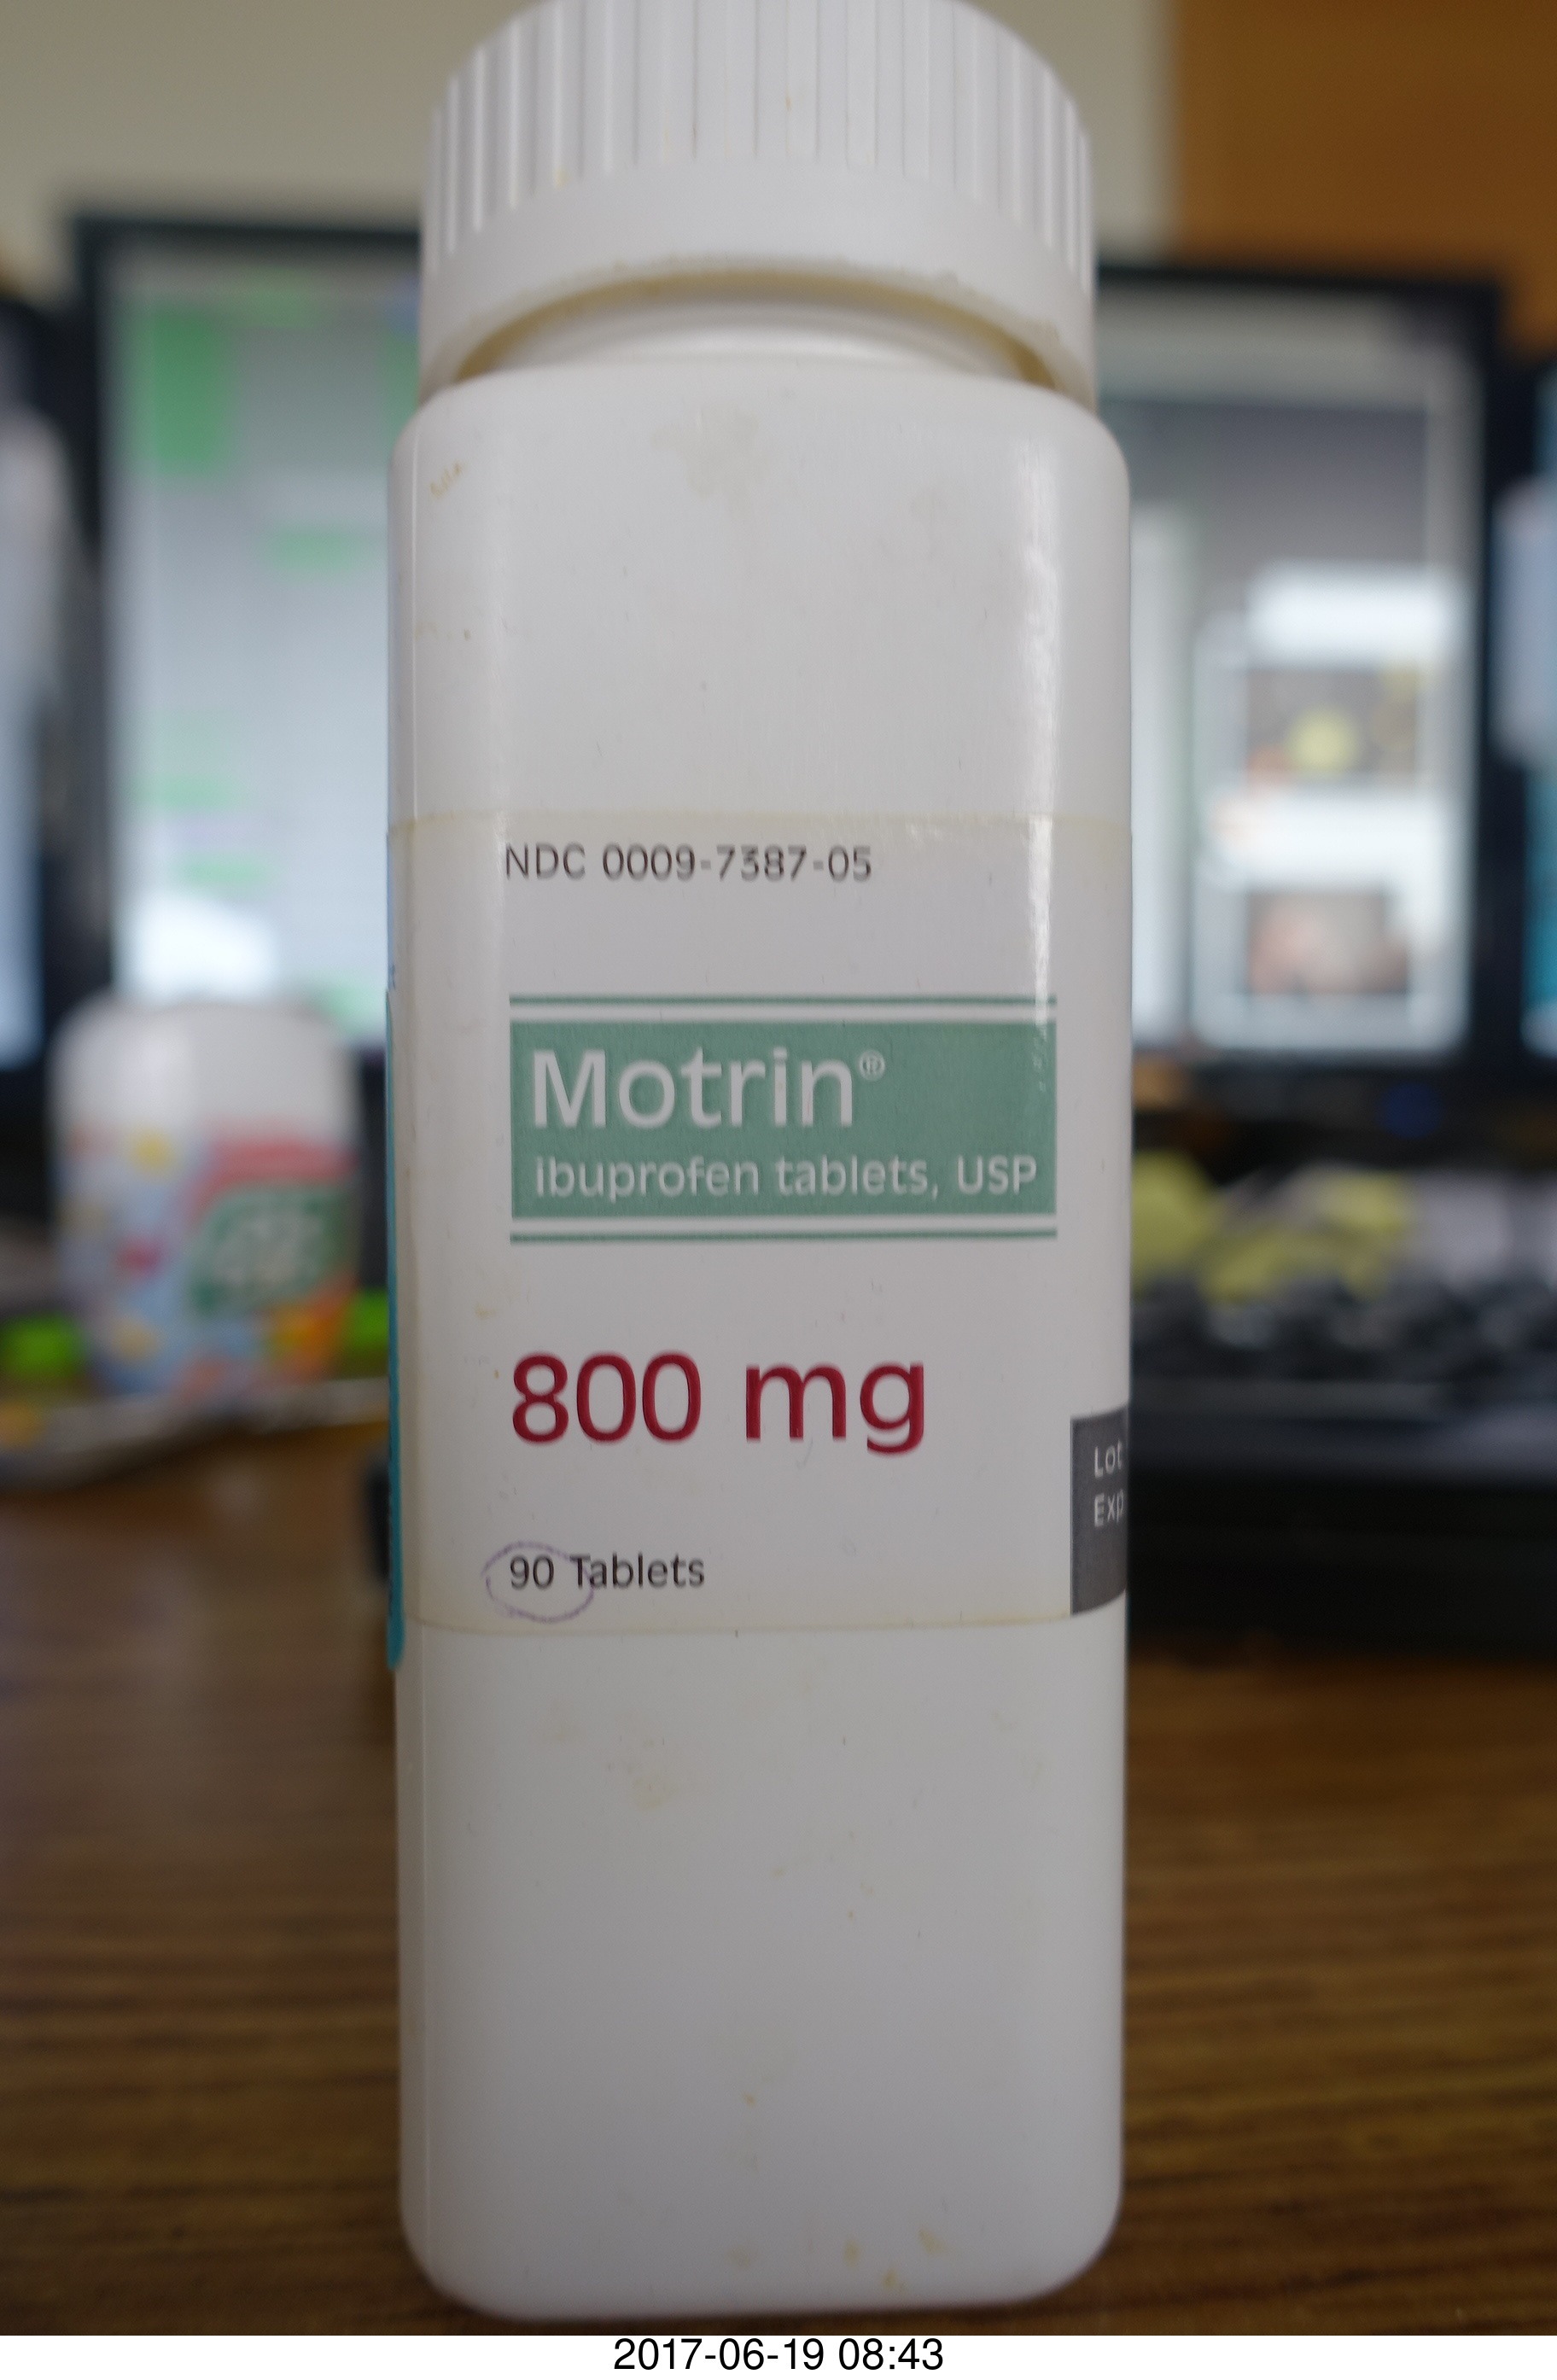 NDC 0009-7387-05
Motrin®
ibuprofen tablets, USP
800 mg
Lot
Exp
90 Tablets
2017-06-19 08:43